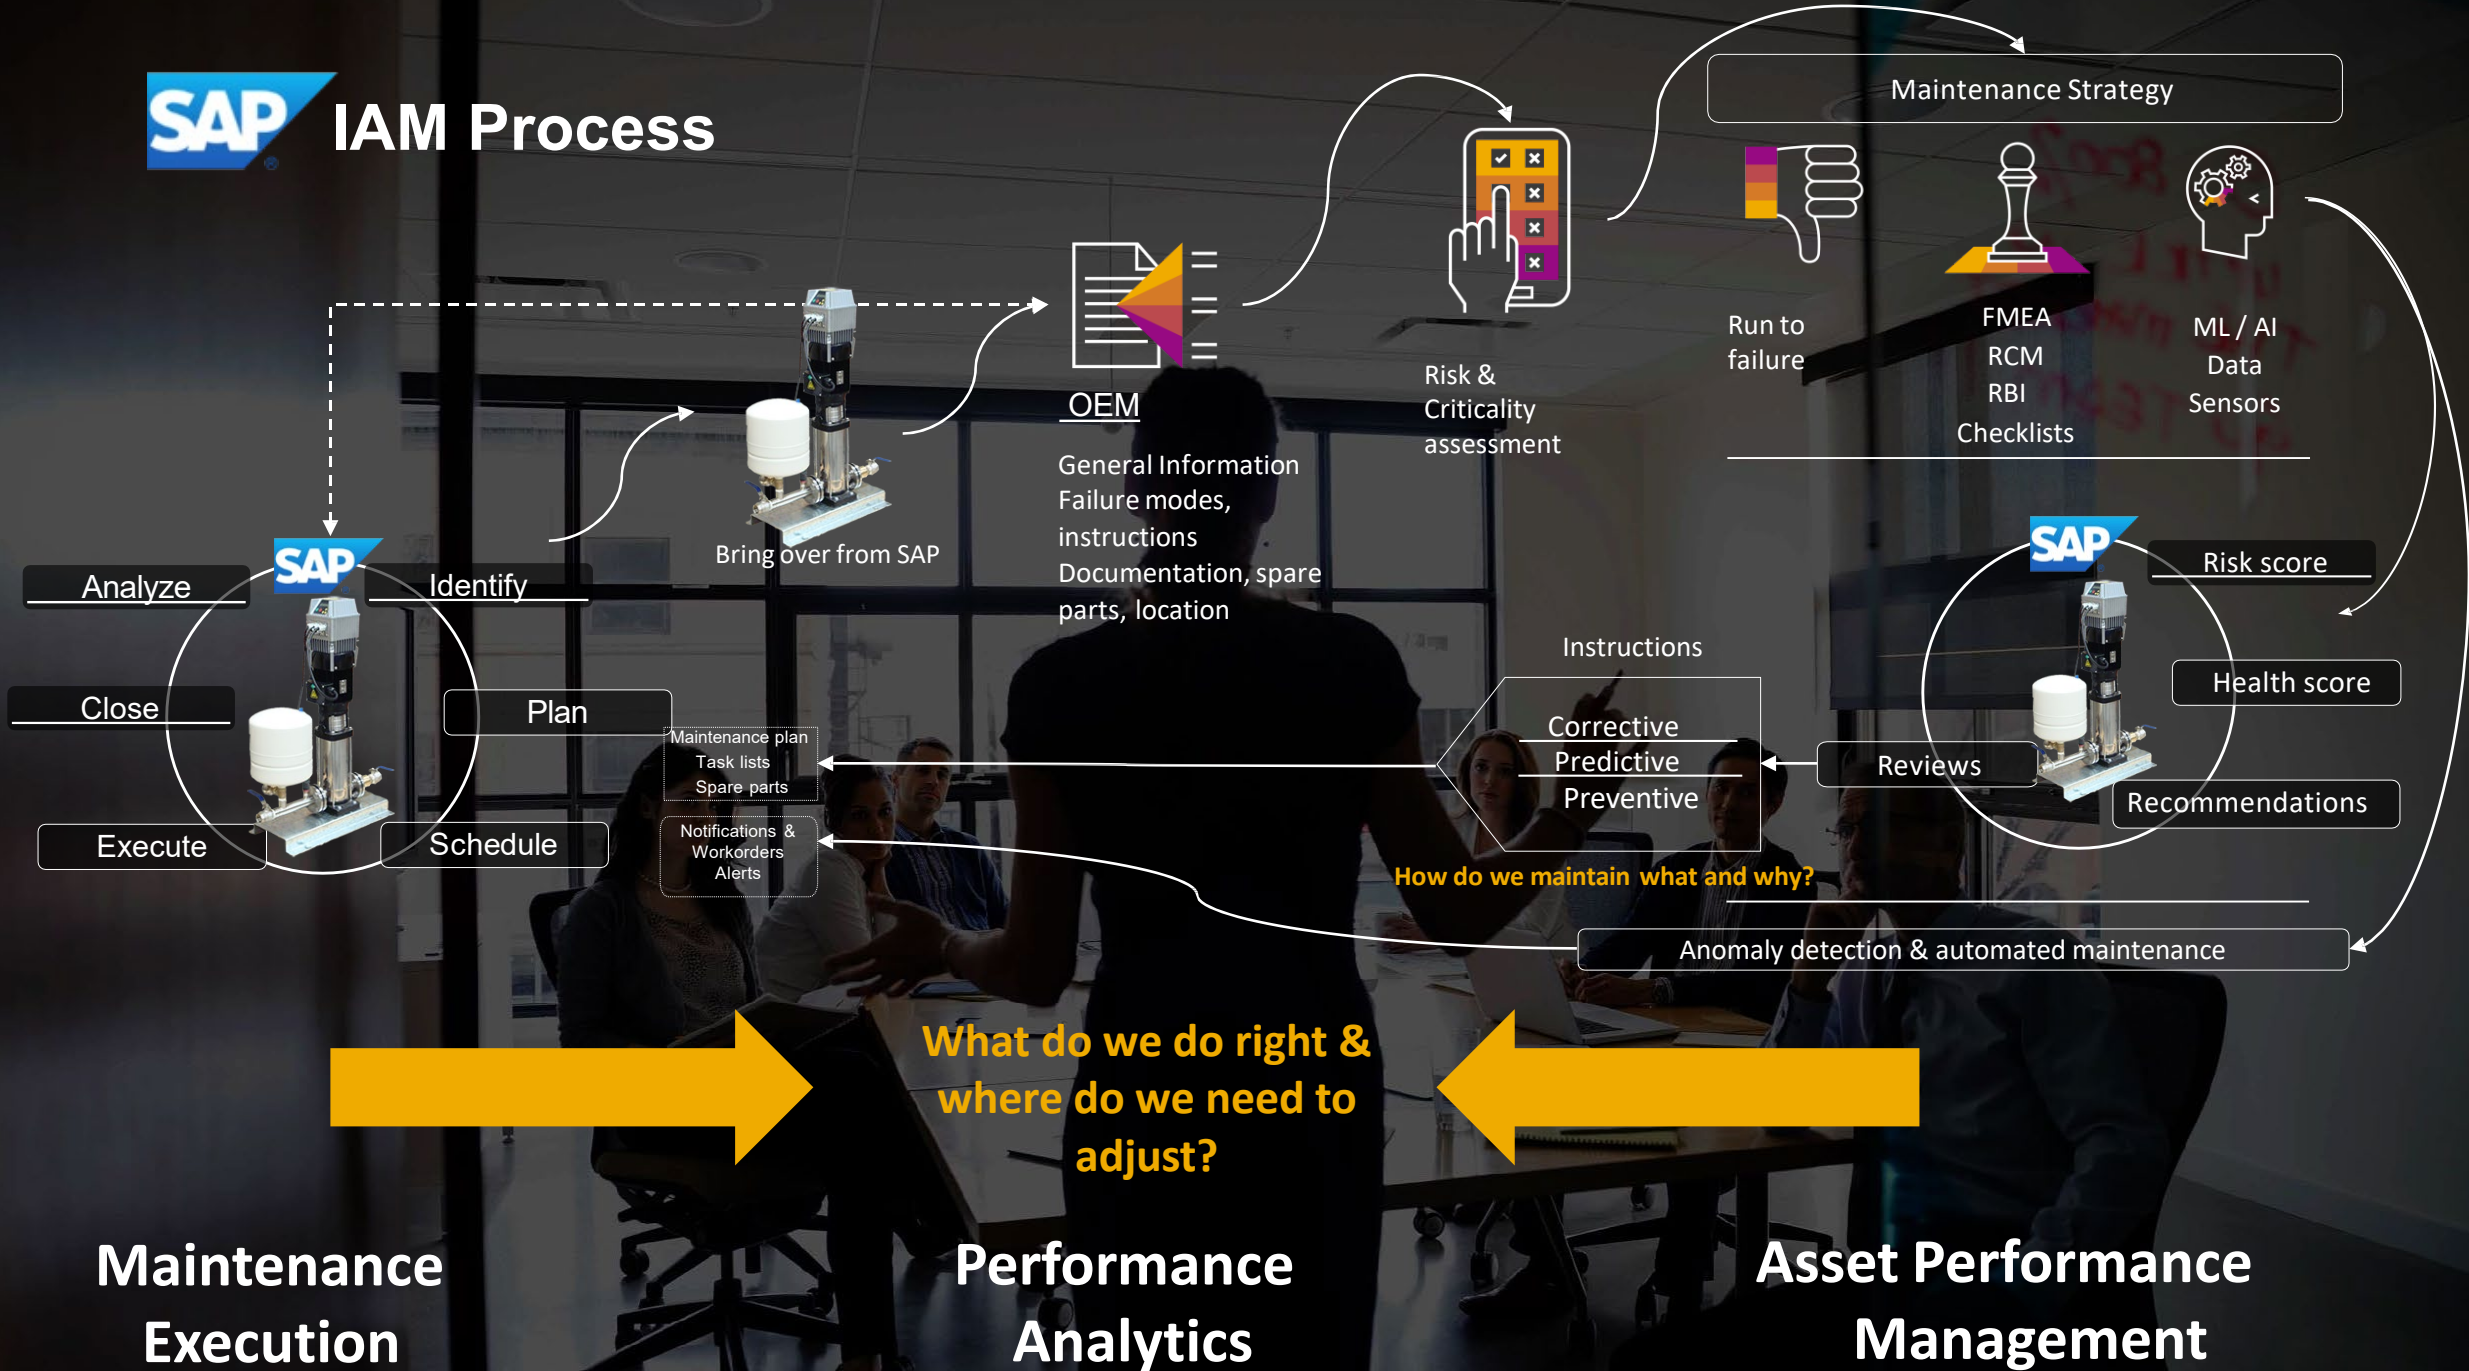 SAP IAM Process
Maintenance Strategy
Run to
failure
FMEA
RCM
RBI
Checklists
ML / AI
Data
Sensors
Risk &
Criticality
assessment
OEM
General Information
Failure modes,
instructions
Documentation, spare
parts, location
Bring over from SAP
SAP
Analyze
Identify
Close
Plan
Execute
Schedule
Maintenance plan
Task lists
Spare parts
Notifications &
Workorders
Alerts
Instructions
Corrective
Predictive
Preventive
How do we maintain what and why?
SAP
Risk score
Health score
Reviews
Recommendations
Anomaly detection & automated maintenance
What do we do right &
where do we need to
adjust?
Maintenance
Execution
Performance
Analytics
Asset Performance
Management